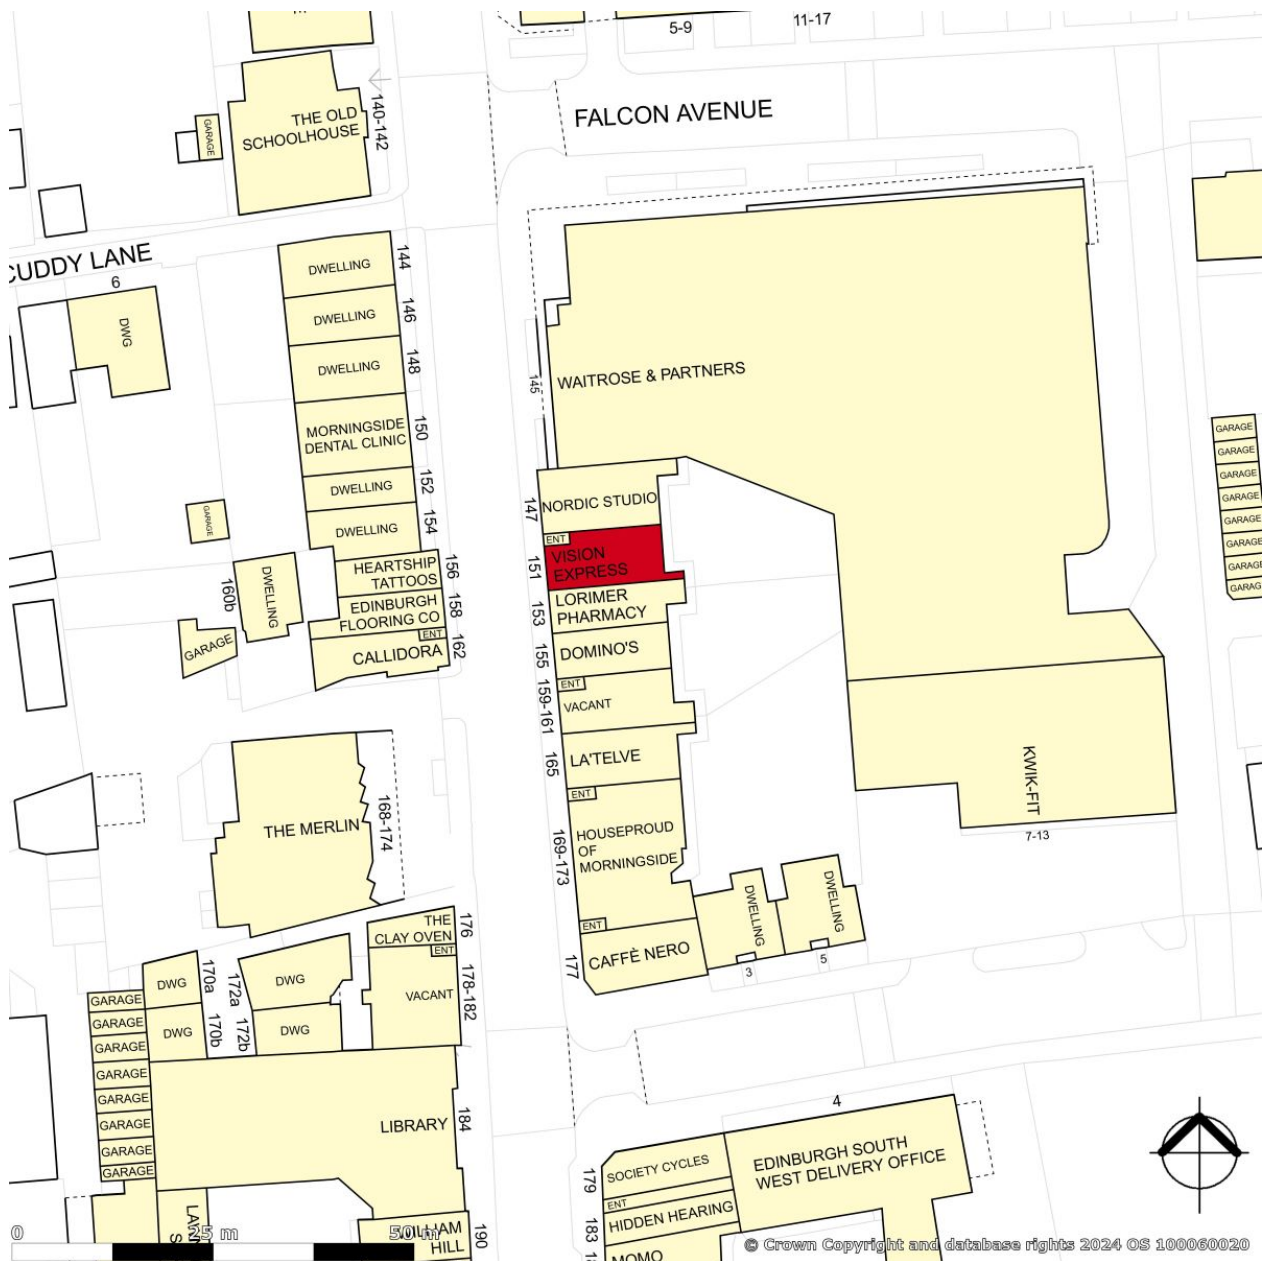 5-9
11-17
FALCON AVENUE
THE OLD
SCHOOLHOUSE
140-142
GARAGE
CUDDY LANE
6
DWG
DWELLING
144
DWELLING
146
DWELLING
148
MORNINGSIDE
DENTAL CLINIC
150
DWELLING
152
DWELLING
154
HEARTSHIP
TATTOOS
156
EDINBURGH
FLOORING CO
158
ENT
CALLIDORA
162
GARAGE
DWELLING
160b
GARAGE
WAITROSE & PARTNERS
145
NORDIC STUDIO
147
ENT
VISION
EXPRESS
151
LORIMER
PHARMACY
153
DOMINO'S
155
ENT
VACANT
159-161
LA'TELVE
165
ENT
HOUSEPROUD
OF
MORNINGSIDE
169-173
ENT
CAFFÈ NERO
177
DWELLING
3
DWELLING
5
KWIK-FIT
7-13
GARAGE
GARAGE
GARAGE
GARAGE
GARAGE
GARAGE
GARAGE
GARAG
THE MERLIN
168-174
THE
CLAY OVEN
176
ENT
VACANT
178-182
DWG
170a
172a
DWG
DWG
170b
172b
DWG
GARAGE
GARAGE
GARAGE
GARAGE
GARAGE
GARAGE
GARAGE
GARAGE
LIBRARY
184
WILLIAM
HILL
190
SOCIETY CYCLES
179
ENT
HIDDEN HEARING
183
MOMO
4
EDINBURGH SOUTH
WEST DELIVERY OFFICE
0
25 m
50 m
© Crown Copyright and database rights 2024 OS 100060020